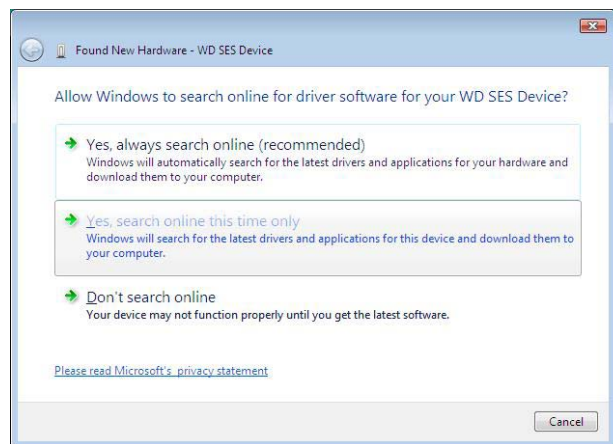 Found New Hardware - WD SES Device
Allow Windows to search online for driver software for your WD SES Device?
Yes, always search online (recommended)
Windows will automatically search for the latest drivers and applications for your hardware and
download them to your computer.
Yes, search online this time only
Windows will search for the latest drivers and applications for this device and download them to
your computer.
Don't search online
Your device may not function properly until you get the latest software.
Please read Microsoft's privacy statement
Cancel